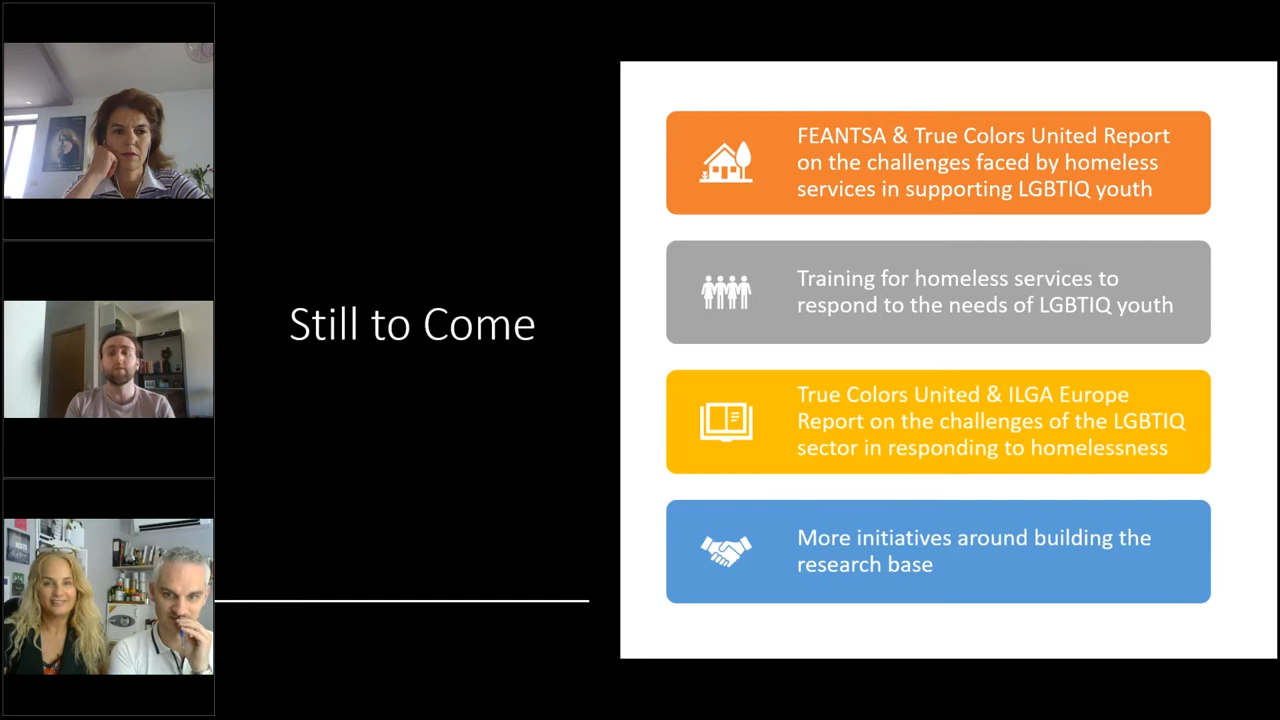 Still to Come
FEANTSA & True Colors United Report
on the challenges faced by homeless
services in supporting LGBTIQ youth
Training for homeless services to
respond to the needs of LGBTIQ youth
True Colors United & ILGA Europe
Report on the challenges of the LGBTIQ
sector in responding to homelessness
More initiatives around building the
research base